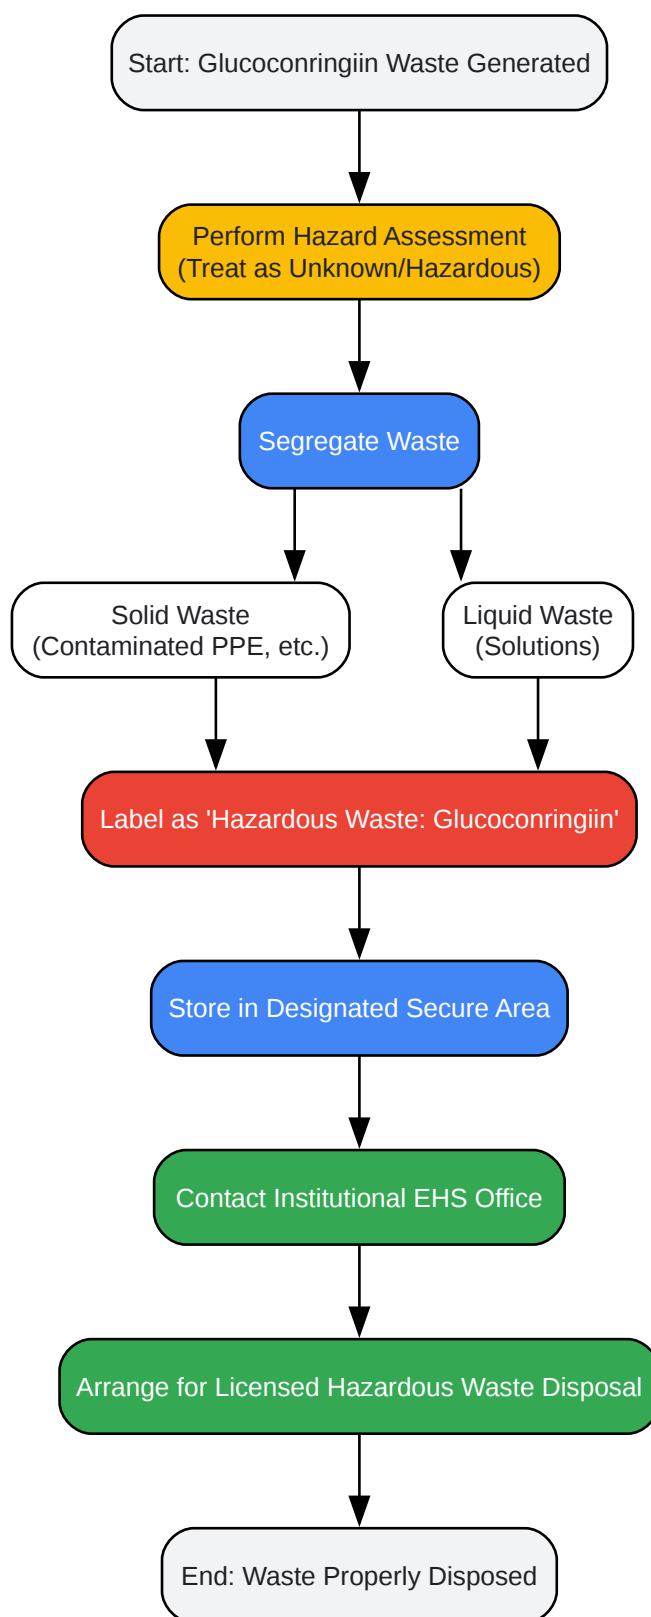 Start: Glucoconringiin Waste Generated
Perform Hazard Assessment
(Treat as Unknown/Hazardous)
Segregate Waste
Solid Waste
(Contaminated PPE, etc.)
Liquid Waste
(Solutions)
Label as 'Hazardous Waste: Glucoconringiin'
Store in Designated Secure Area
Contact Institutional EHS Office
Arrange for Licensed Hazardous Waste Disposal
End: Waste Properly Disposed